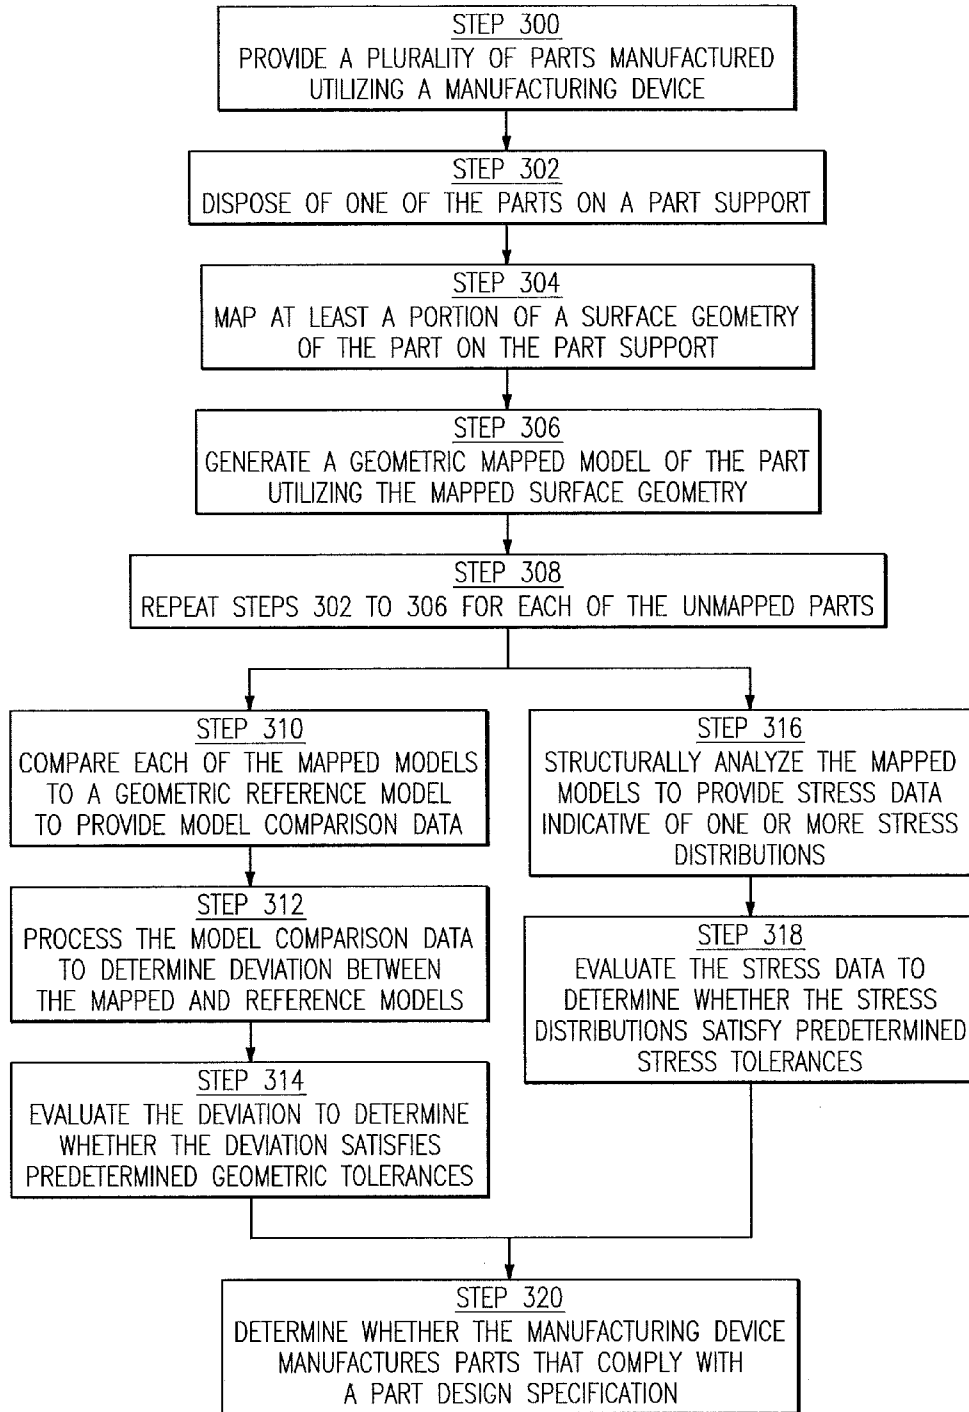 STEP 300
PROVIDE A PLURALITY OF PARTS MANUFACTURED
UTILIZING A MANUFACTURING DEVICE
STEP 302
DISPOSE OF ONE OF THE PARTS ON A PART SUPPORT
STEP 304
MAP AT LEAST A PORTION OF A SURFACE GEOMETRY
OF THE PART ON THE PART SUPPORT
STEP 306
GENERATE A GEOMETRIC MAPPED MODEL OF THE PART
UTILIZING THE MAPPED SURFACE GEOMETRY
STEP 308
REPEAT STEPS 302 TO 306 FOR EACH OF THE UNMAPPED PARTS
STEP 310
COMPARE EACH OF THE MAPPED MODELS
TO A GEOMETRIC REFERENCE MODEL
TO PROVIDE MODEL COMPARISON DATA
STEP 312
PROCESS THE MODEL COMPARISON DATA
TO DETERMINE DEVIATION BETWEEN
THE MAPPED AND REFERENCE MODELS
STEP 314
EVALUATE THE DEVIATION TO DETERMINE
WHETHER THE DEVIATION SATISFIES
PREDETERMINED GEOMETRIC TOLERANCES
STEP 316
STRUCTURALLY ANALYZE THE MAPPED
MODELS TO PROVIDE STRESS DATA
INDICATIVE OF ONE OR MORE STRESS
DISTRIBUTIONS
STEP 318
EVALUATE THE STRESS DATA TO
DETERMINE WHETHER THE STRESS
DISTRIBUTIONS SATISFY PREDETERMINED
STRESS TOLERANCES
STEP 320
DETERMINE WHETHER THE MANUFACTURING DEVICE
MANUFACTURES PARTS THAT COMPLY WITH
A PART DESIGN SPECIFICATION